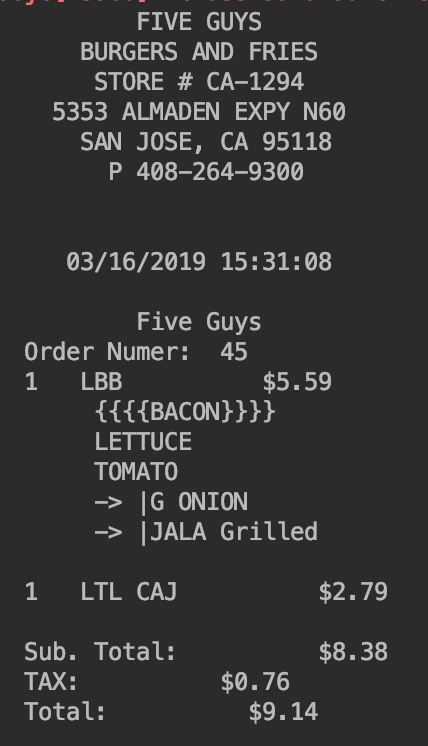 FIVE GUYS
BURGERS AND FRIES
STORE # CA-1294
5353 ALMADEN EXPY N60
SAN JOSE, CA 95118
P 408-264-9300
03/16/2019 15:31:08
Five Guys
Order Numer: 45
1 LBB $5.59
{{{{BACON}}}}
LETTUCE
TOMATO
-> |G ONION
-> |JALA Grilled
1 LTL CAJ $2.79
Sub. Total: $8.38
TAX: $0.76
Total: $9.14